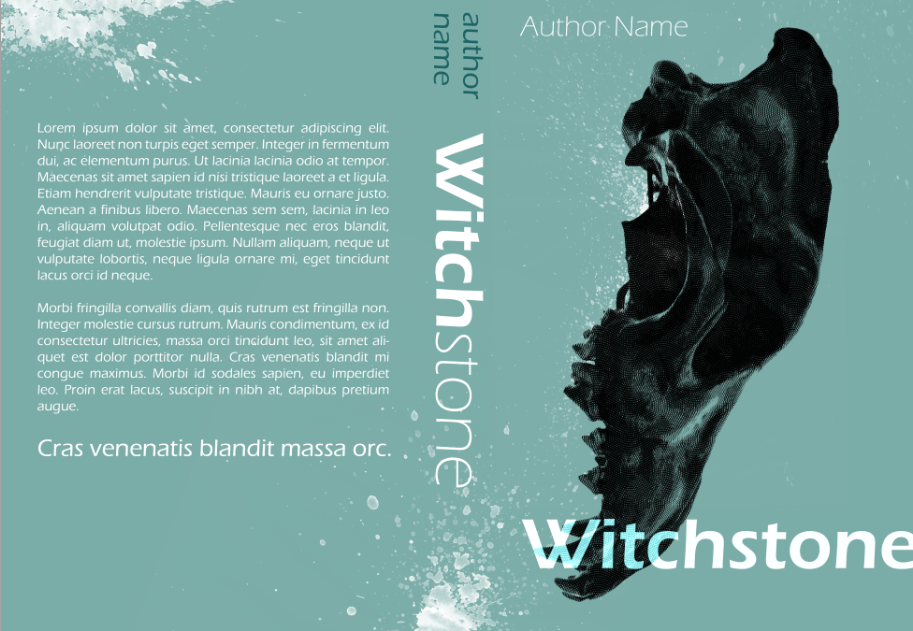 Lorem ipsum dolor sit amet, consectetur adipiscing elit.
Nunc laoreet non turpis eget semper. Integer in fermentum
dui, ac elementum purus. Ut lacinia lacinia odio at tempor.
Maecenas sit amet sapien id nisi tristique laoreet a et ligula.
Etiam hendrerit vulputate tristique. Mauris eu ornare justo.
Aenean a finibus libero. Maecenas sem sem, lacinia in leo
in, aliquam volutpat odio. Pellentesque nec eros blandit,
feugiat diam ut, molestie ipsum. Nullam aliquam, neque ut
vulputate lobortis, neque ligula ornare mi, eget tincidunt
lacus orci id neque.
Morbi fringilla convallis diam, quis rutrum est fringilla non.
Integer molestie cursus rutrum. Mauris condimentum, ex id
consectetur ultricies, massa orci tincidunt leo, sit amet ali-
quet est dolor porttitor nulla. Cras venenatis blandit mi
congue maximus. Morbi id sodales sapien, eu imperdiet
leo. Proin erat lacus, suscipit in nibh at, dapibus pretium
augue.
Cras venenatis blandit massa orc.
author
name
Witchstone
Author Name
Witchstone